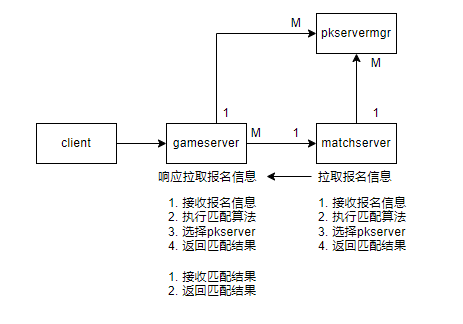 M
pkservermgr
M
1
1
client
gameserver
M
1
matchserver
响应拉取报名信息
拉取报名信息
1. 接收报名信息
2. 执行匹配算法
3. 选择pkserver
4. 返回匹配结果
1. 接收报名信息
2. 执行匹配算法
3. 选择pkserver
4. 返回匹配结果
1. 接收匹配结果
2. 返回匹配结果